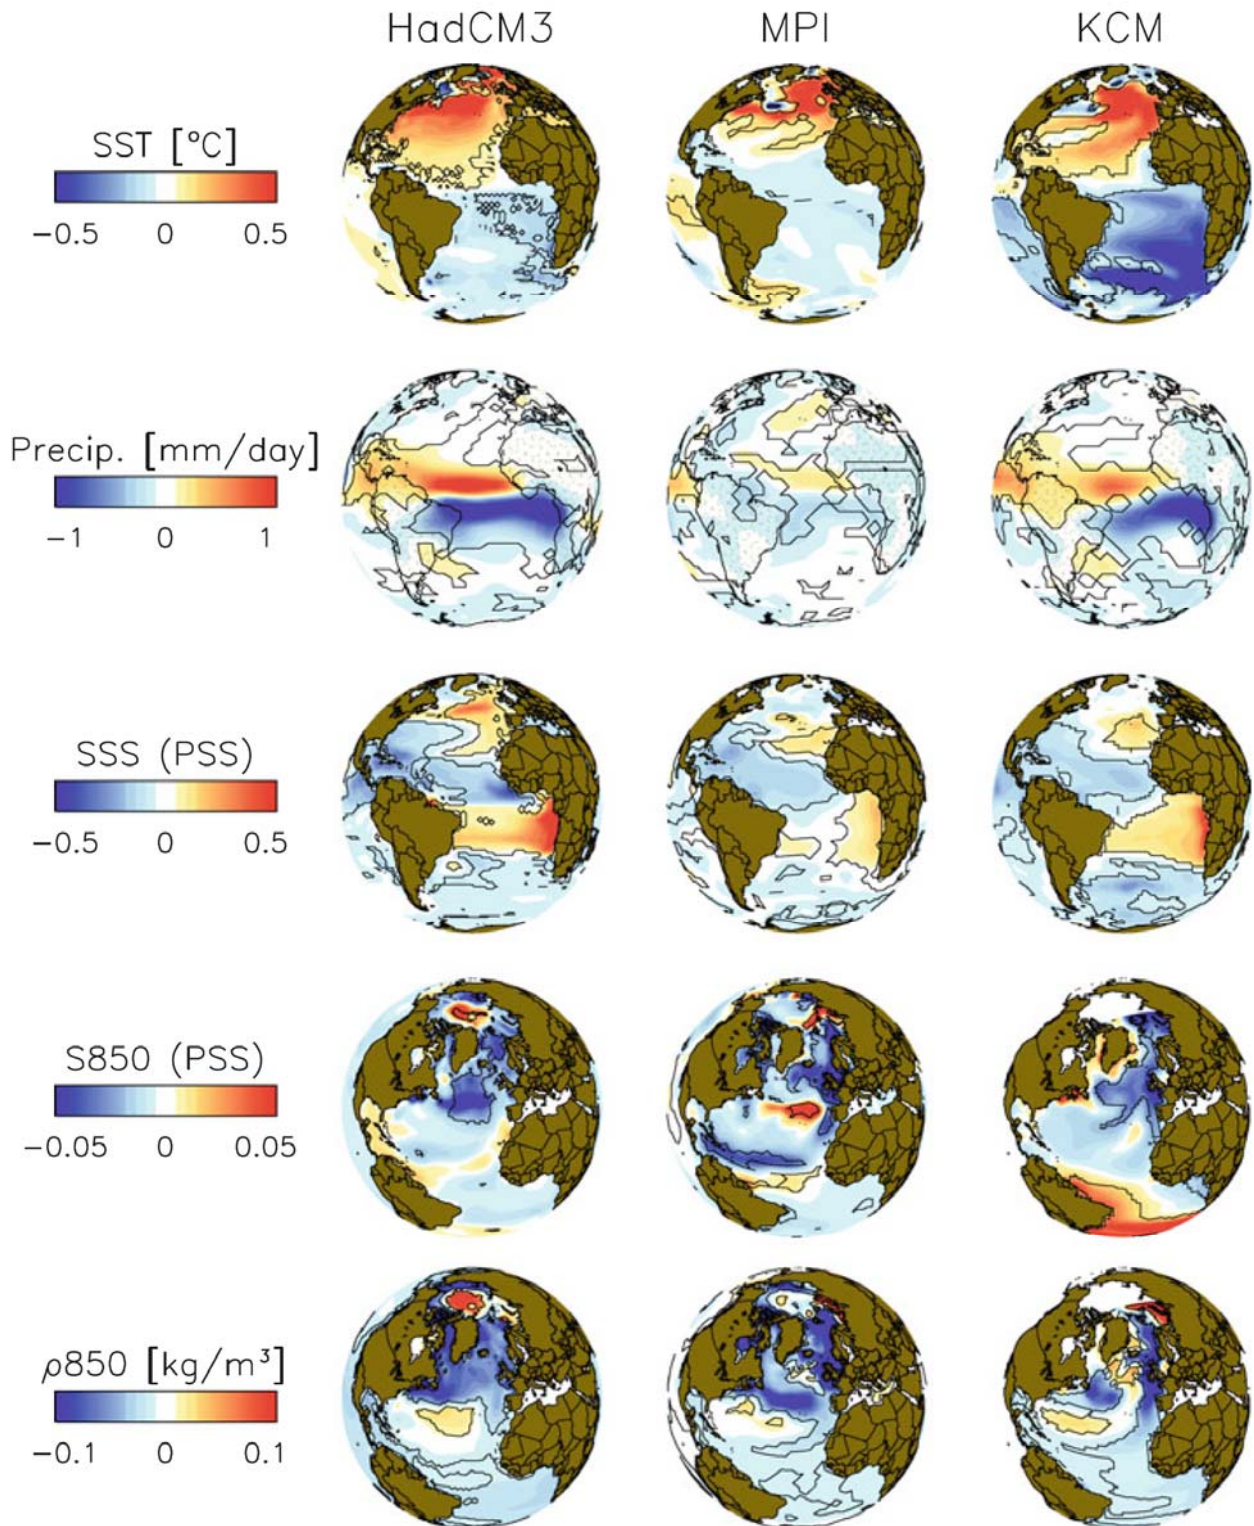 HadCM3 MPI KCM
SST [°C]
−0.5 0 0.5
Precip. [mm/day]
−1 0 1
SSS (PSS)
−0.5 0 0.5
S850 (PSS)
−0.05 0 0.05
ρ850 [kg/m³]
−0.1 0 0.1